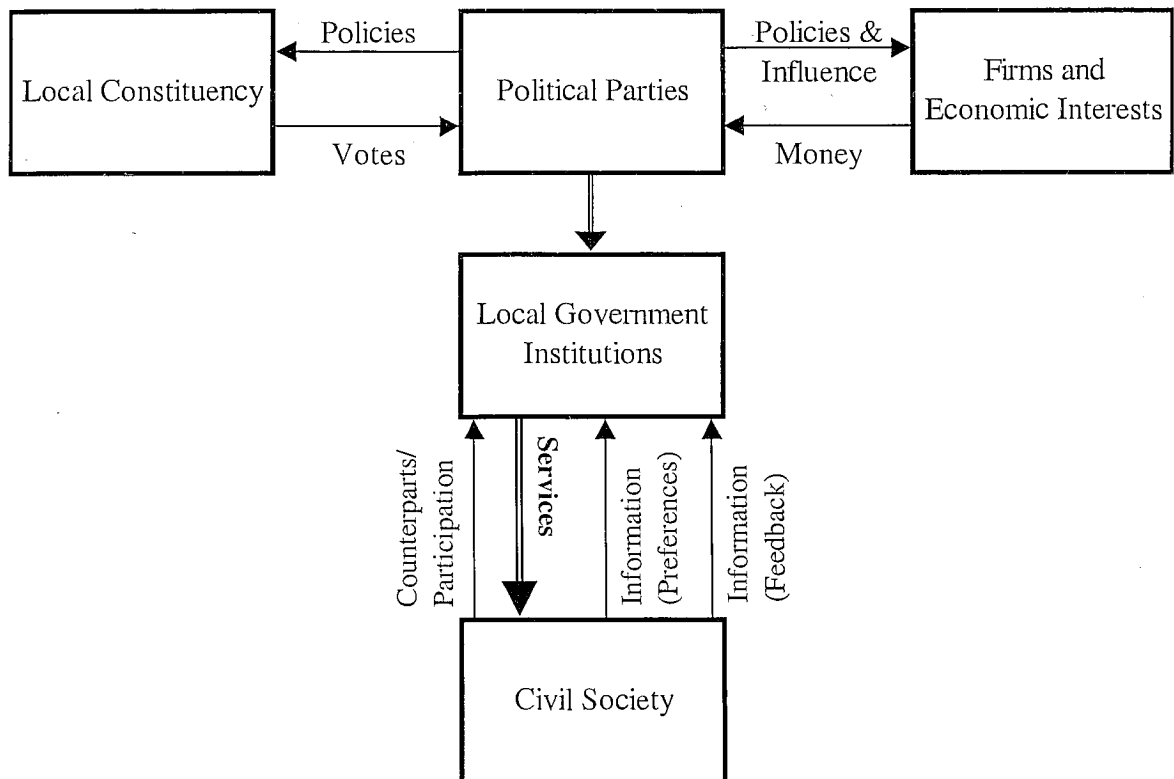 Policies
Policies &
Influence
Local Constituency
Political Parties
Firms and
Economic Interests
Votes
Money
Local Government
Institutions
Counterparts/
Participation
Services
Information
(Preferences)
Information
(Feedback)
Civil Society